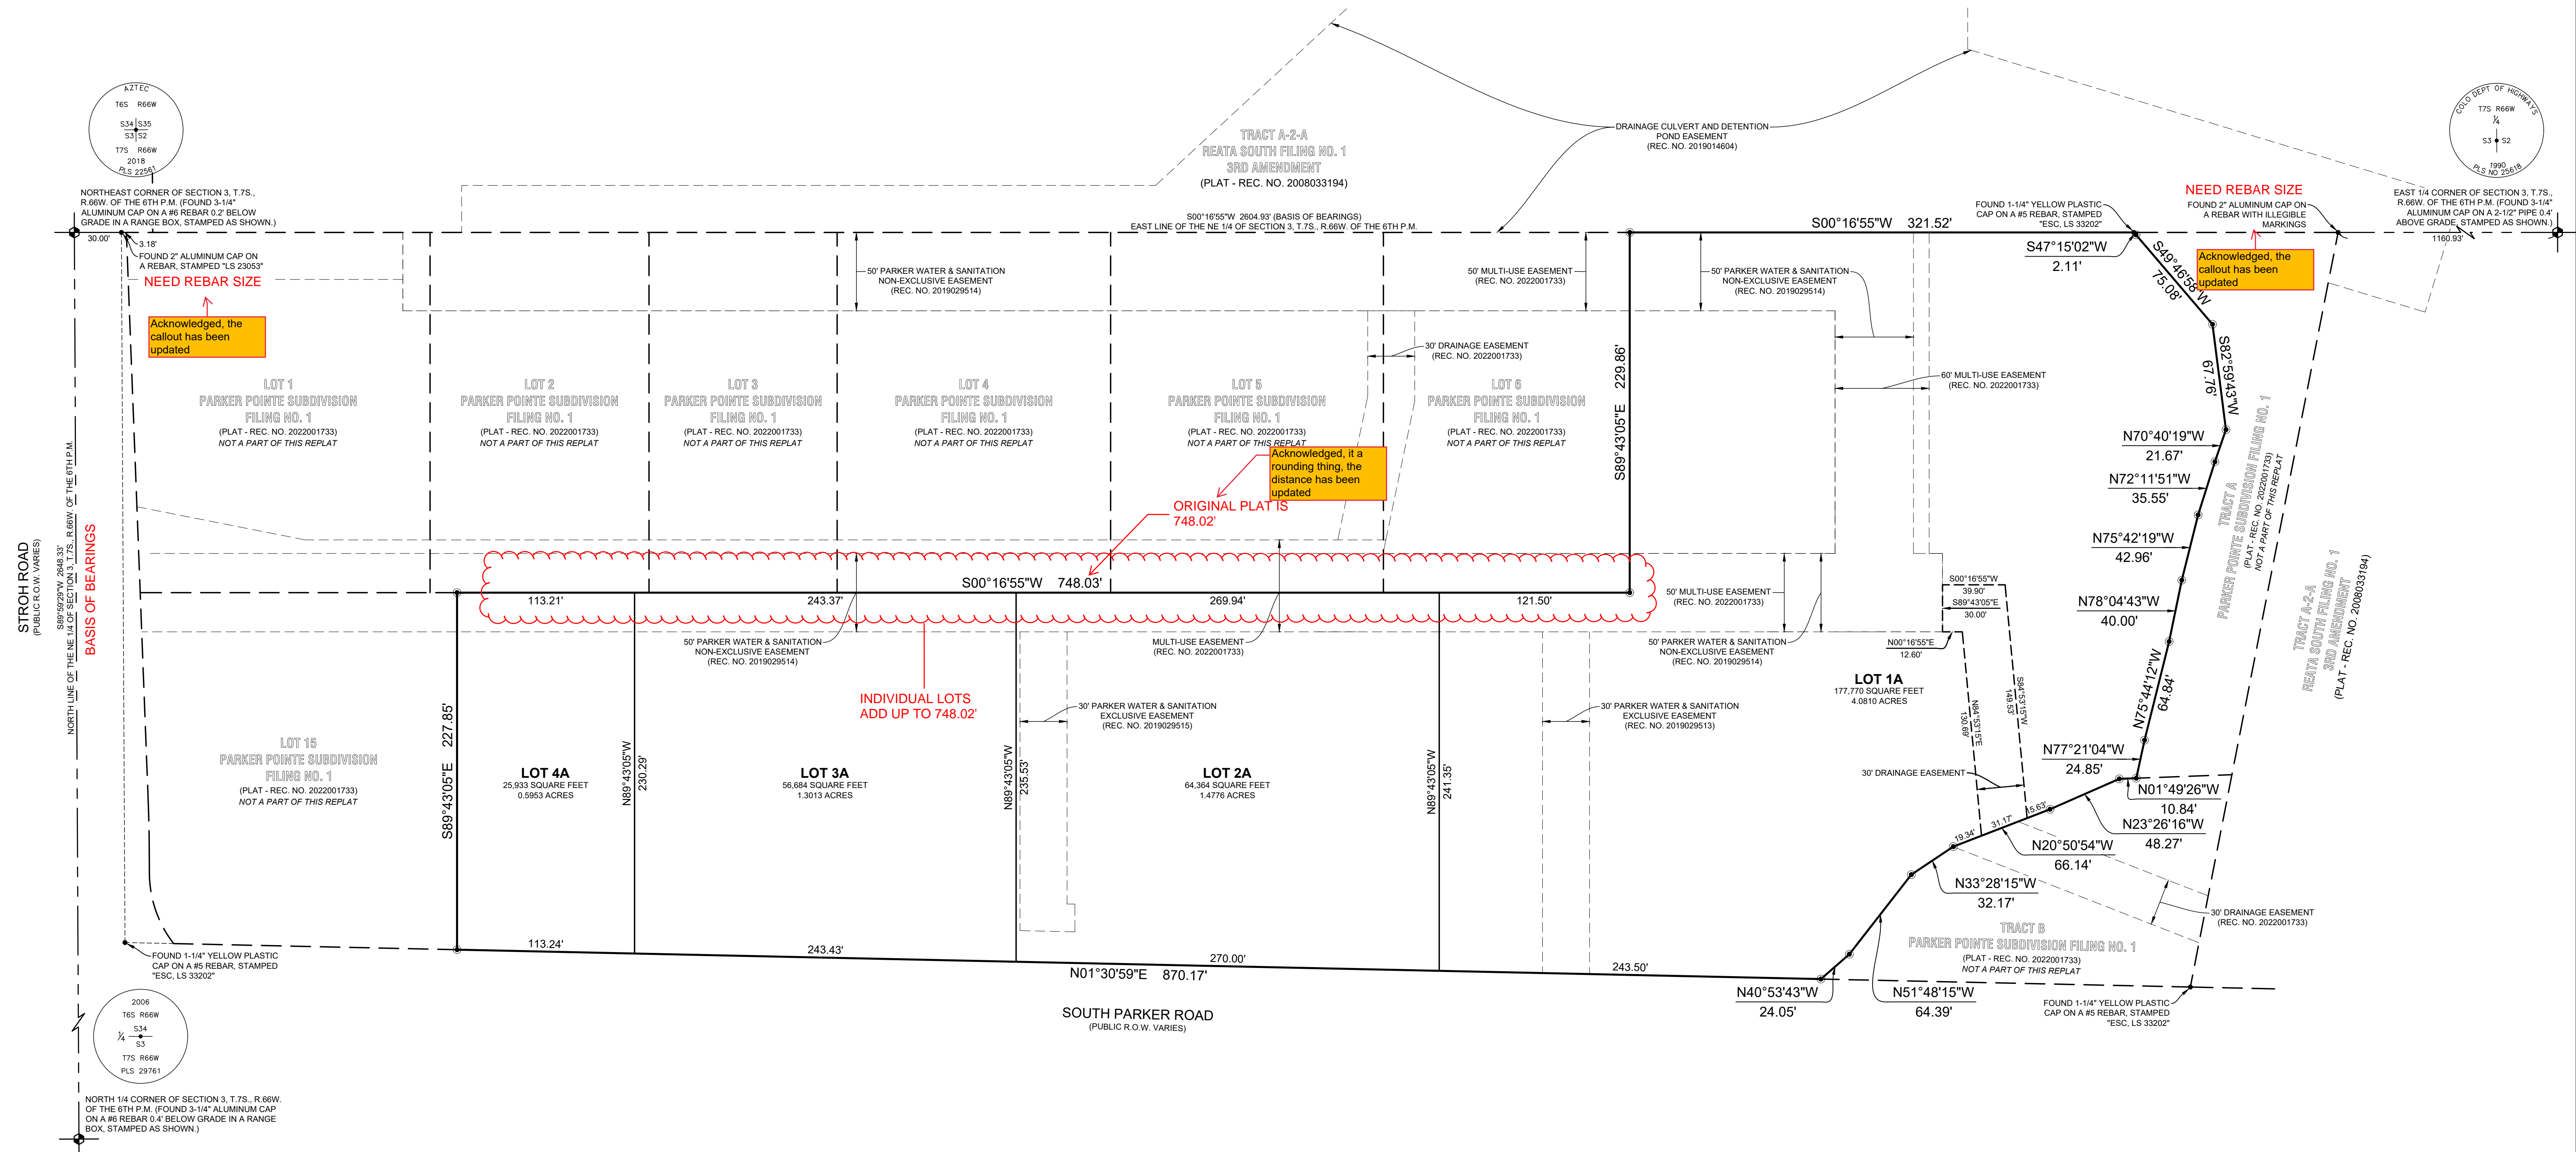 AZTEC
T6S R66W
S34 S35
S3 S2
T7S R66W
2018
PLS 22561
NORTHEAST CORNER OF SECTION 3, T.7S.,
R.66W. OF THE 6TH P.M. (FOUND 3-1/4"
ALUMINUM CAP ON A #6 REBAR 0.2' BELOW
GRADE IN A RANGE BOX, STAMPED AS SHOWN.)
30.00'
3.18'
FOUND 2" ALUMINUM CAP ON
A REBAR, STAMPED "LS 23053"
NEED REBAR SIZE
Acknowledged, the
callout has been
updated
TRACT A-2-A
REATA SOUTH FILING NO. 1
3RD AMENDMENT
(PLAT - REC. NO. 2008033194)
DRAINAGE CULVERT AND DETENTION
POND EASEMENT
(REC. NO. 2019014604)
S00°16'55"W 2604.93' (BASIS OF BEARINGS)
EAST LINE OF THE NE 1/4 OF SECTION 3, T.7S., R.66W. OF THE 6TH P.M.
S00°16'55"W 321.52'
FOUND 1-1/4" YELLOW PLASTIC
CAP ON A #5 REBAR, STAMPED
"ESC, LS 33202"
S47°15'02"W
2.11'
NEED REBAR SIZE
FOUND 2" ALUMINUM CAP ON
A REBAR WITH ILLEGIBLE
MARKINGS
Acknowledged, the
callout has been
updated
COLO DEPT OF HIGHWAYS
T7S R66W
1/4
S3 S2
1990
PLS NO 25618
EAST 1/4 CORNER OF SECTION 3, T.7S.,
R.66W. OF THE 6TH P.M. (FOUND 3-1/4"
ALUMINUM CAP ON A 2-1/2" PIPE 0.4'
ABOVE GRADE, STAMPED AS SHOWN.)
1160.93'
S49°46'58"W
75.08'
S82°59'43"W
67.76'
50' PARKER WATER & SANITATION
NON-EXCLUSIVE EASEMENT
(REC. NO. 2019029514)
50' MULTI-USE EASEMENT
(REC. NO. 2022001733)
50' PARKER WATER & SANITATION
NON-EXCLUSIVE EASEMENT
(REC. NO. 2019029514)
30' DRAINAGE EASEMENT
(REC. NO. 2022001733)
60' MULTI-USE EASEMENT
(REC. NO. 2022001733)
S89°43'05"E 229.86'
LOT 1
PARKER POINTE SUBDIVISION
FILING NO. 1
(PLAT - REC. NO. 2022001733)
NOT A PART OF THIS REPLAT
LOT 2
PARKER POINTE SUBDIVISION
FILING NO. 1
(PLAT - REC. NO. 2022001733)
NOT A PART OF THIS REPLAT
LOT 3
PARKER POINTE SUBDIVISION
FILING NO. 1
(PLAT - REC. NO. 2022001733)
NOT A PART OF THIS REPLAT
LOT 4
PARKER POINTE SUBDIVISION
FILING NO. 1
(PLAT - REC. NO. 2022001733)
NOT A PART OF THIS REPLAT
LOT 5
PARKER POINTE SUBDIVISION
FILING NO. 1
(PLAT - REC. NO. 2022001733)
NOT A PART OF THIS REPLAT
LOT 6
PARKER POINTE SUBDIVISION
FILING NO. 1
(PLAT - REC. NO. 2022001733)
NOT A PART OF THIS REPLAT
Acknowledged, it a
rounding thing, the
distance has been
updated
ORIGINAL PLAT IS
748.02'
N70°40'19"W
21.67'
N72°11'51"W
35.55'
N75°42'19"W
42.96'
N78°04'43"W
40.00'
N75°44'12"W
64.84'
N77°21'04"W
24.85'
TRACT A
PARKER POINTE SUBDIVISION FILING NO. 1
(PLAT - REC. NO. 2022001733)
NOT A PART OF THIS REPLAT
TRACT A-2-A
REATA SOUTH FILING NO. 1
3RD AMENDMENT
(PLAT - REC. NO. 2008033194)
STROH ROAD
(PUBLIC R.O.W. VARIES)
S89°59'29"W 2648.33'
NORTH LINE OF THE NE 1/4 OF SECTION 3, T.7S., R.66W. OF THE 6TH P.M.
BASIS OF BEARINGS
S00°16'55"W 748.03'
113.21'
243.37'
269.94'
121.50'
50' PARKER WATER & SANITATION
NON-EXCLUSIVE EASEMENT
(REC. NO. 2019029514)
MULTI-USE EASEMENT
(REC. NO. 2022001733)
50' MULTI-USE EASEMENT
(REC. NO. 2022001733)
50' PARKER WATER & SANITATION
NON-EXCLUSIVE EASEMENT
(REC. NO. 2019029514)
S00°16'55"W
39.90'
S89°43'05"E
30.00'
N00°16'55"E
12.60'
S84°53'15"W
149.53'
N84°53'15"E
130.69'
INDIVIDUAL LOTS
ADD UP TO 748.02'
30' PARKER WATER & SANITATION
EXCLUSIVE EASEMENT
(REC. NO. 2019029515)
30' PARKER WATER & SANITATION
EXCLUSIVE EASEMENT
(REC. NO. 2019029513)
LOT 1A
177,770 SQUARE FEET
4.0810 ACRES
LOT 15
PARKER POINTE SUBDIVISION
FILING NO. 1
(PLAT - REC. NO. 2022001733)
NOT A PART OF THIS REPLAT
S89°43'05"E 227.85'
LOT 4A
25,933 SQUARE FEET
0.5953 ACRES
N89°43'05"W
230.29'
LOT 3A
56,684 SQUARE FEET
1.3013 ACRES
N89°43'05"W
235.53'
LOT 2A
64,364 SQUARE FEET
1.4776 ACRES
N89°43'05"W
241.35'
30' DRAINAGE EASEMENT
15.63'
31.17'
19.34'
N01°49'26"W
10.84'
N23°26'16"W
48.27'
N20°50'54"W
66.14'
N33°28'15"W
32.17'
30' DRAINAGE EASEMENT
(REC. NO. 2022001733)
TRACT B
PARKER POINTE SUBDIVISION FILING NO. 1
(PLAT - REC. NO. 2022001733)
NOT A PART OF THIS REPLAT
113.24'
243.43'
270.00'
243.50'
N01°30'59"E 870.17'
SOUTH PARKER ROAD
(PUBLIC R.O.W. VARIES)
N40°53'43"W
24.05'
N51°48'15"W
64.39'
FOUND 1-1/4" YELLOW PLASTIC
CAP ON A #5 REBAR, STAMPED
"ESC, LS 33202"
FOUND 1-1/4" YELLOW PLASTIC
CAP ON A #5 REBAR, STAMPED
"ESC, LS 33202"
2006
T6S R66W
1/4
S34
S3
T7S R66W
PLS 29761
NORTH 1/4 CORNER OF SECTION 3, T.7S., R.66W.
OF THE 6TH P.M. (FOUND 3-1/4" ALUMINUM CAP
ON A #6 REBAR 0.4' BELOW GRADE IN A RANGE
BOX, STAMPED AS SHOWN.)